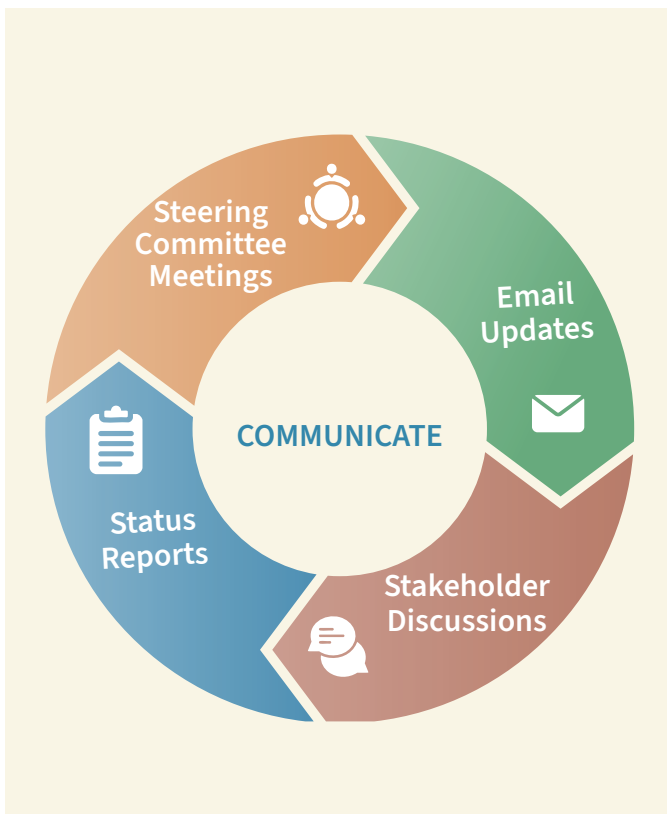 Steering
Committee
Meetings
Email
Updates
COMMUNICATE
Status
Reports
Stakeholder
Discussions